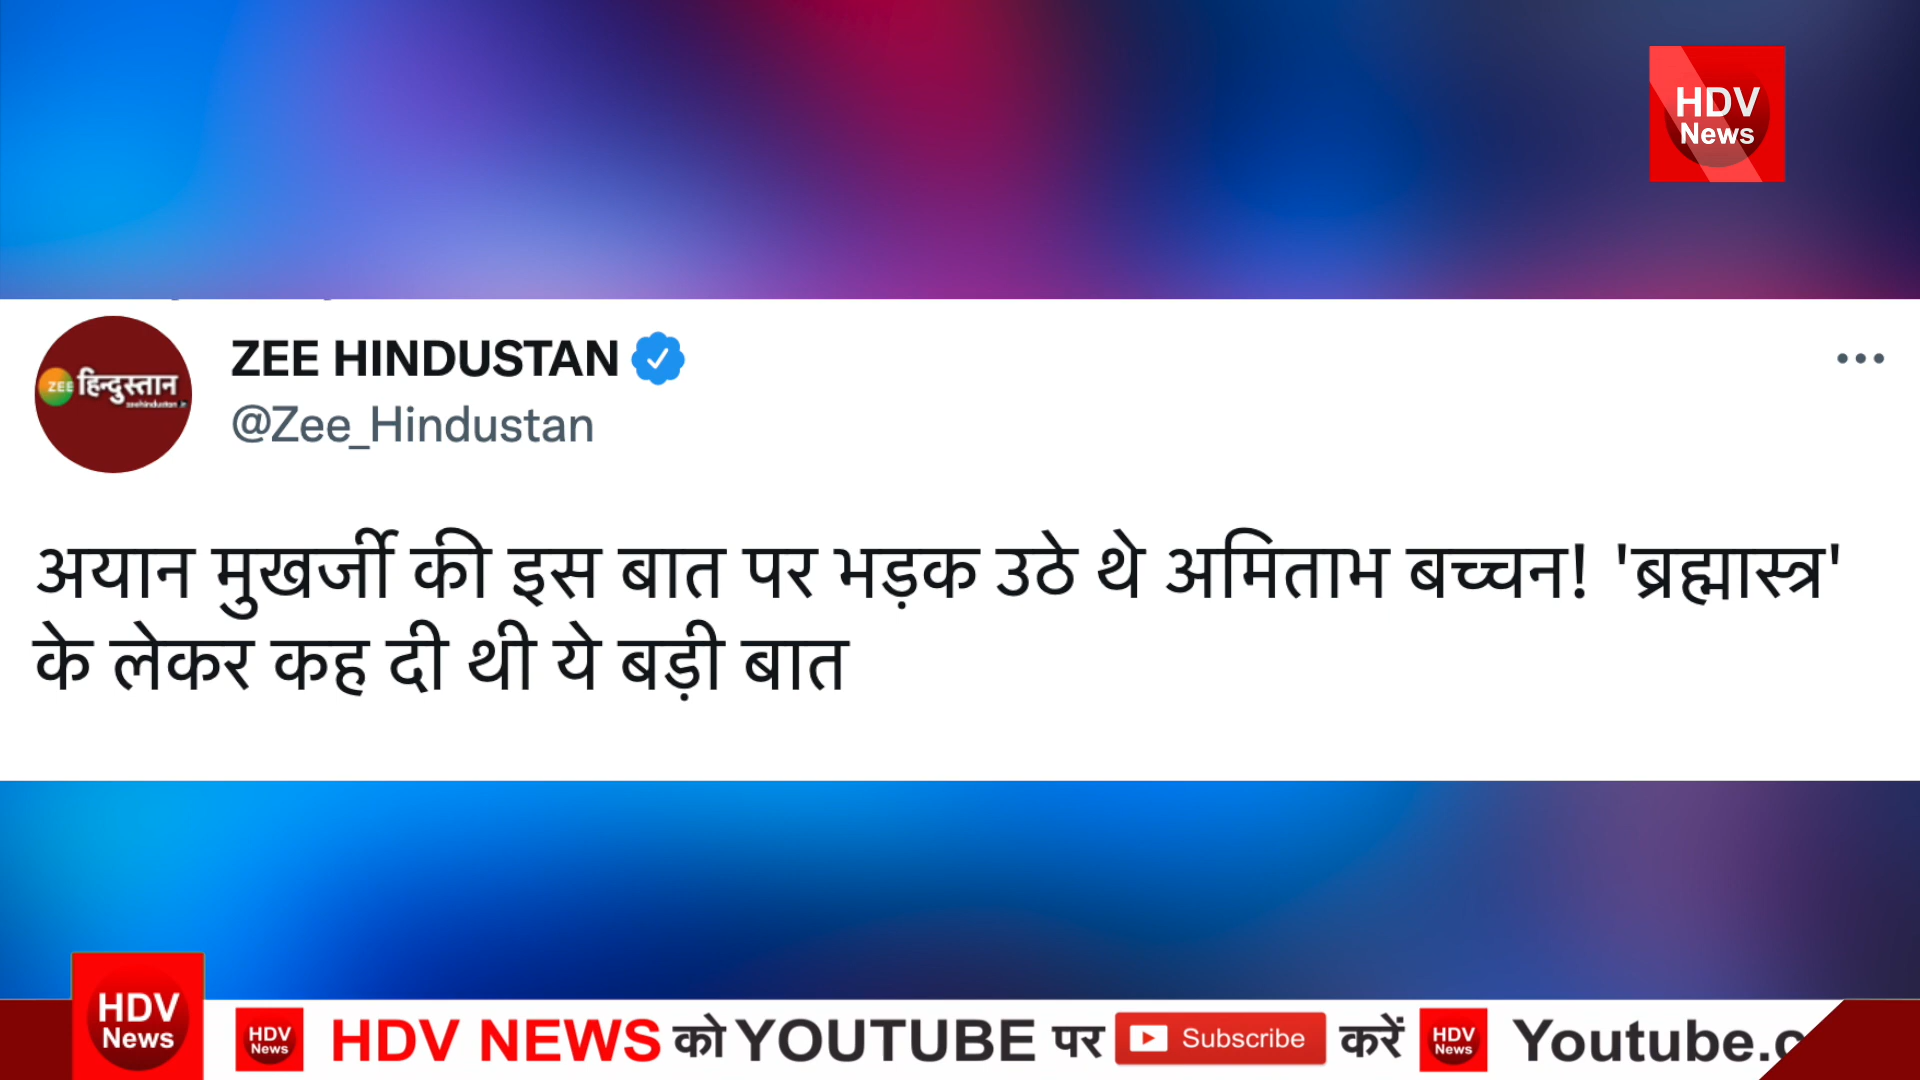 HDV
News
ZEE HINDUSTAN
ZEE हिन्दुस्तान
@Zee_Hindustan
अयान मुखर्जी की इस बात पर भड़क उठे थे अमिताभ बच्चन! 'ब्रह्मास्त्र'
के लेकर कह दी थी ये बड़ी बात
HDV
News
HDV
News
HDV NEWS को YOUTUBE पर Subscribe करें
HDV
News
Youtube.c